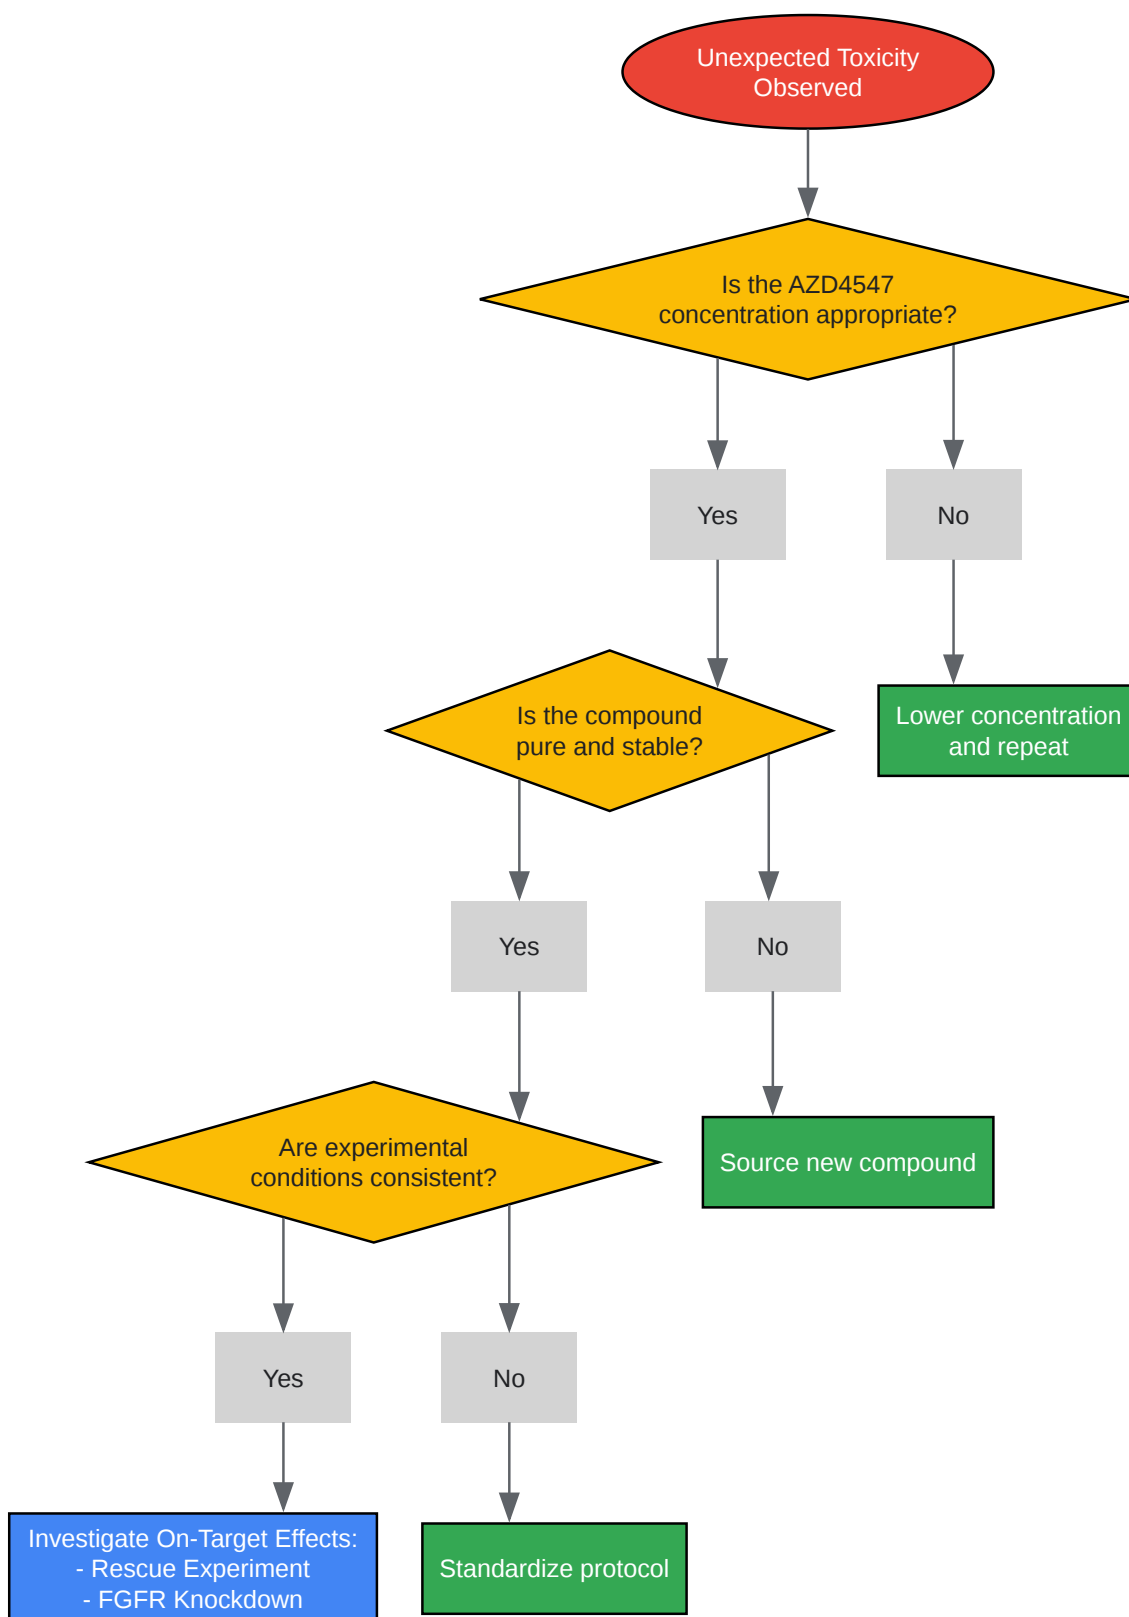 Unexpected Toxicity
Observed
Is the AZD4547
concentration appropriate?
Yes
No
Is the compound
pure and stable?
Lower concentration
and repeat
Yes
No
Are experimental
conditions consistent?
Source new compound
Yes
No
Investigate On-Target Effects:
- Rescue Experiment
- FGFR Knockdown
Standardize protocol